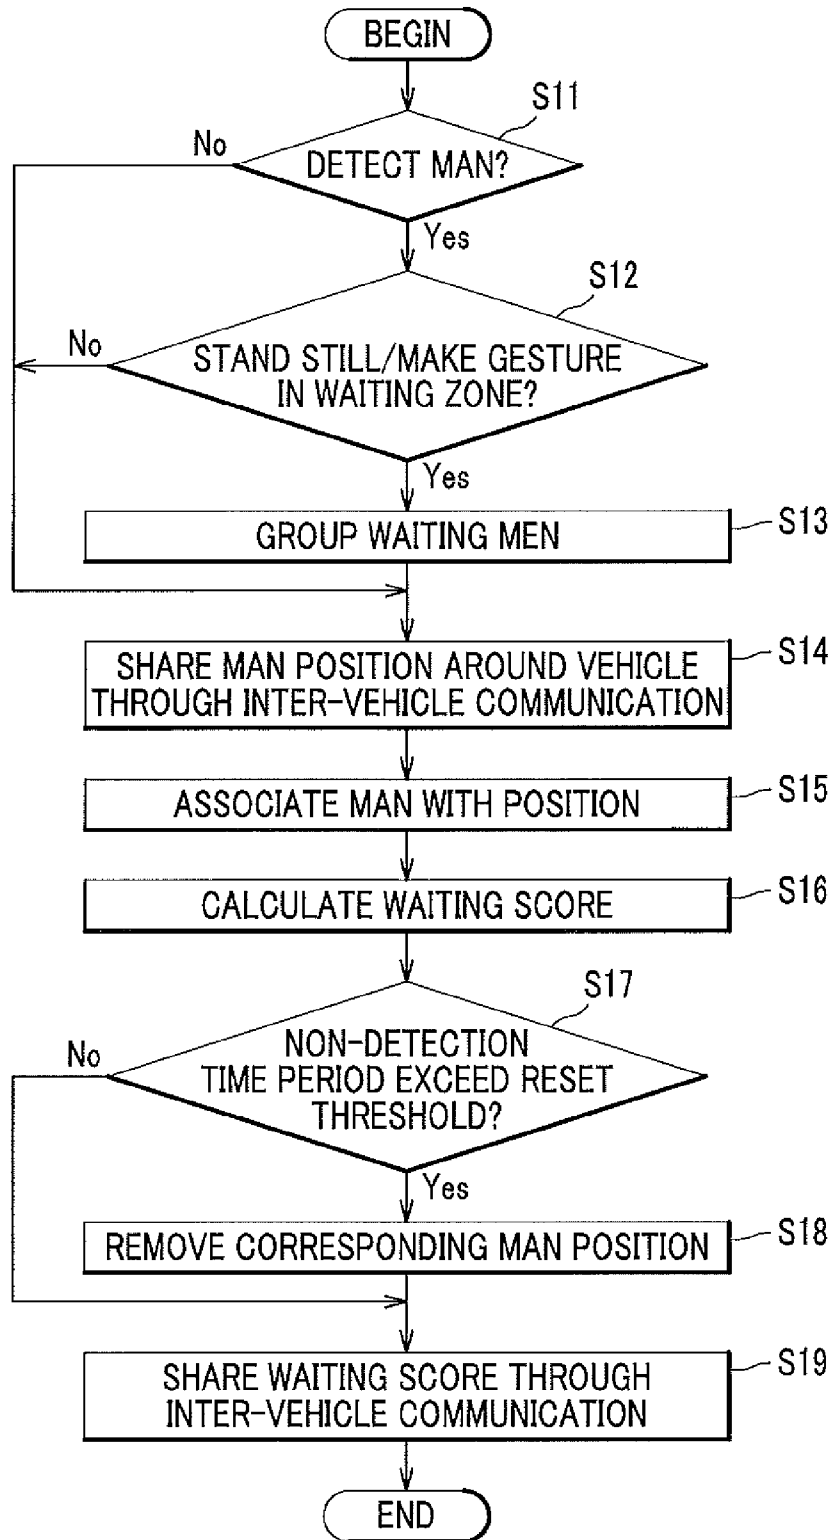 BEGIN
S11
No
DETECT MAN?
Yes
S12
No
STAND STILL/MAKE GESTURE
IN WAITING ZONE?
Yes
GROUP WAITING MEN
S13
SHARE MAN POSITION AROUND VEHICLE
THROUGH INTER-VEHICLE COMMUNICATION
S14
ASSOCIATE MAN WITH POSITION
S15
CALCULATE WAITING SCORE
S16
S17
No
NON-DETECTION
TIME PERIOD EXCEED RESET
THRESHOLD?
Yes
REMOVE CORRESPONDING MAN POSITION
S18
SHARE WAITING SCORE THROUGH
INTER-VEHICLE COMMUNICATION
S19
END